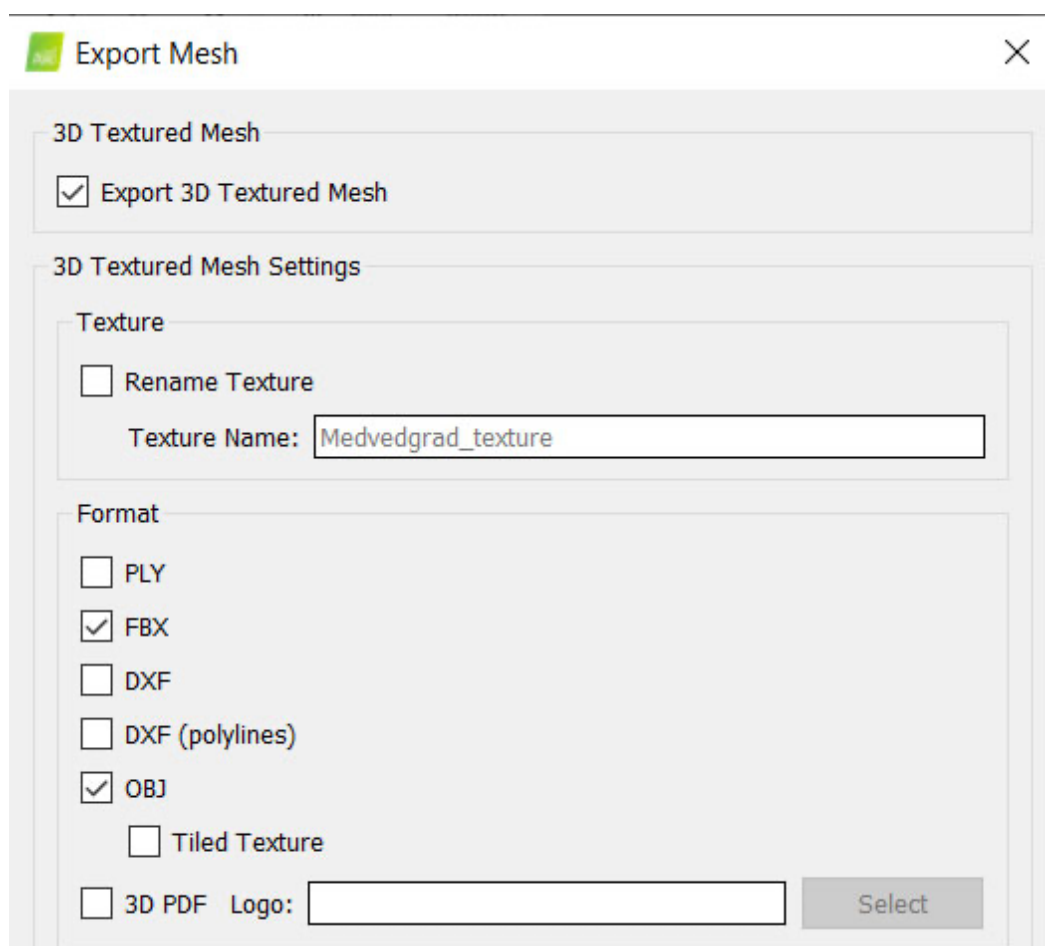 Export Mesh
3D Textured Mesh
Export 3D Textured Mesh
3D Textured Mesh Settings
Texture
Rename Texture
Texture Name: Medvedgrad_texture
Format
PLY
FBX
DXF
DXF (polylines)
OBJ
Tiled Texture
3D PDF Logo: Select